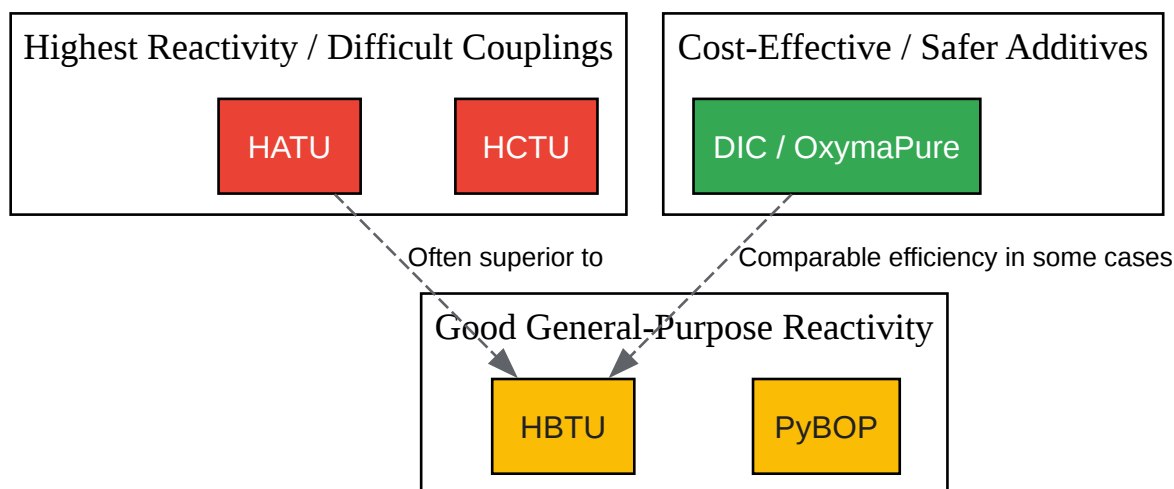 Highest Reactivity / Difficult Couplings
HATU
HCTU
Cost-Effective / Safer Additives
DIC / OxymaPure
Often superior to
Comparable efficiency in some cases
Good General-Purpose Reactivity
HBTU
PyBOP